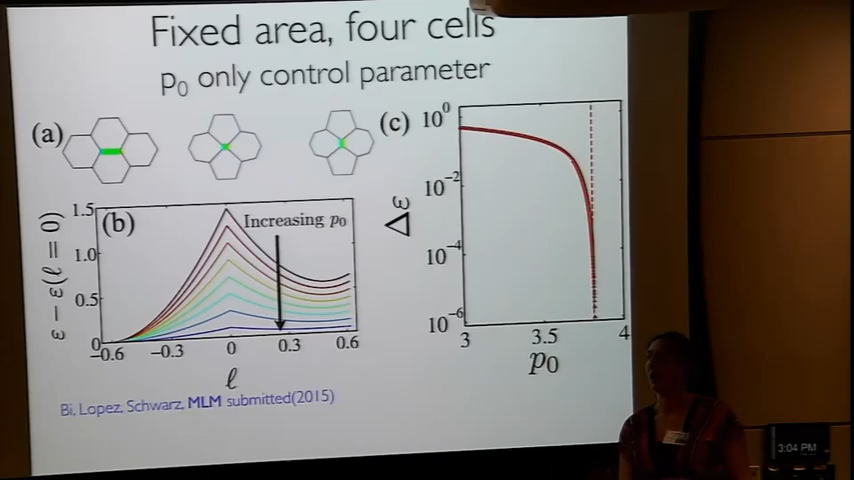 Fixed area, four cells
p₀ only control parameter
(a)
(b)
Increasing p₀
ε − ε(ℓ = 0)
1.5
1.0
0.5
0
−0.6 −0.3 0 0.3 0.6
ℓ
(c)
Δε
10⁰
10⁻²
10⁻⁴
10⁻⁶
3 3.5 4
p₀
Bi, Lopez, Schwarz, MLM submitted(2015)
3:04 PM